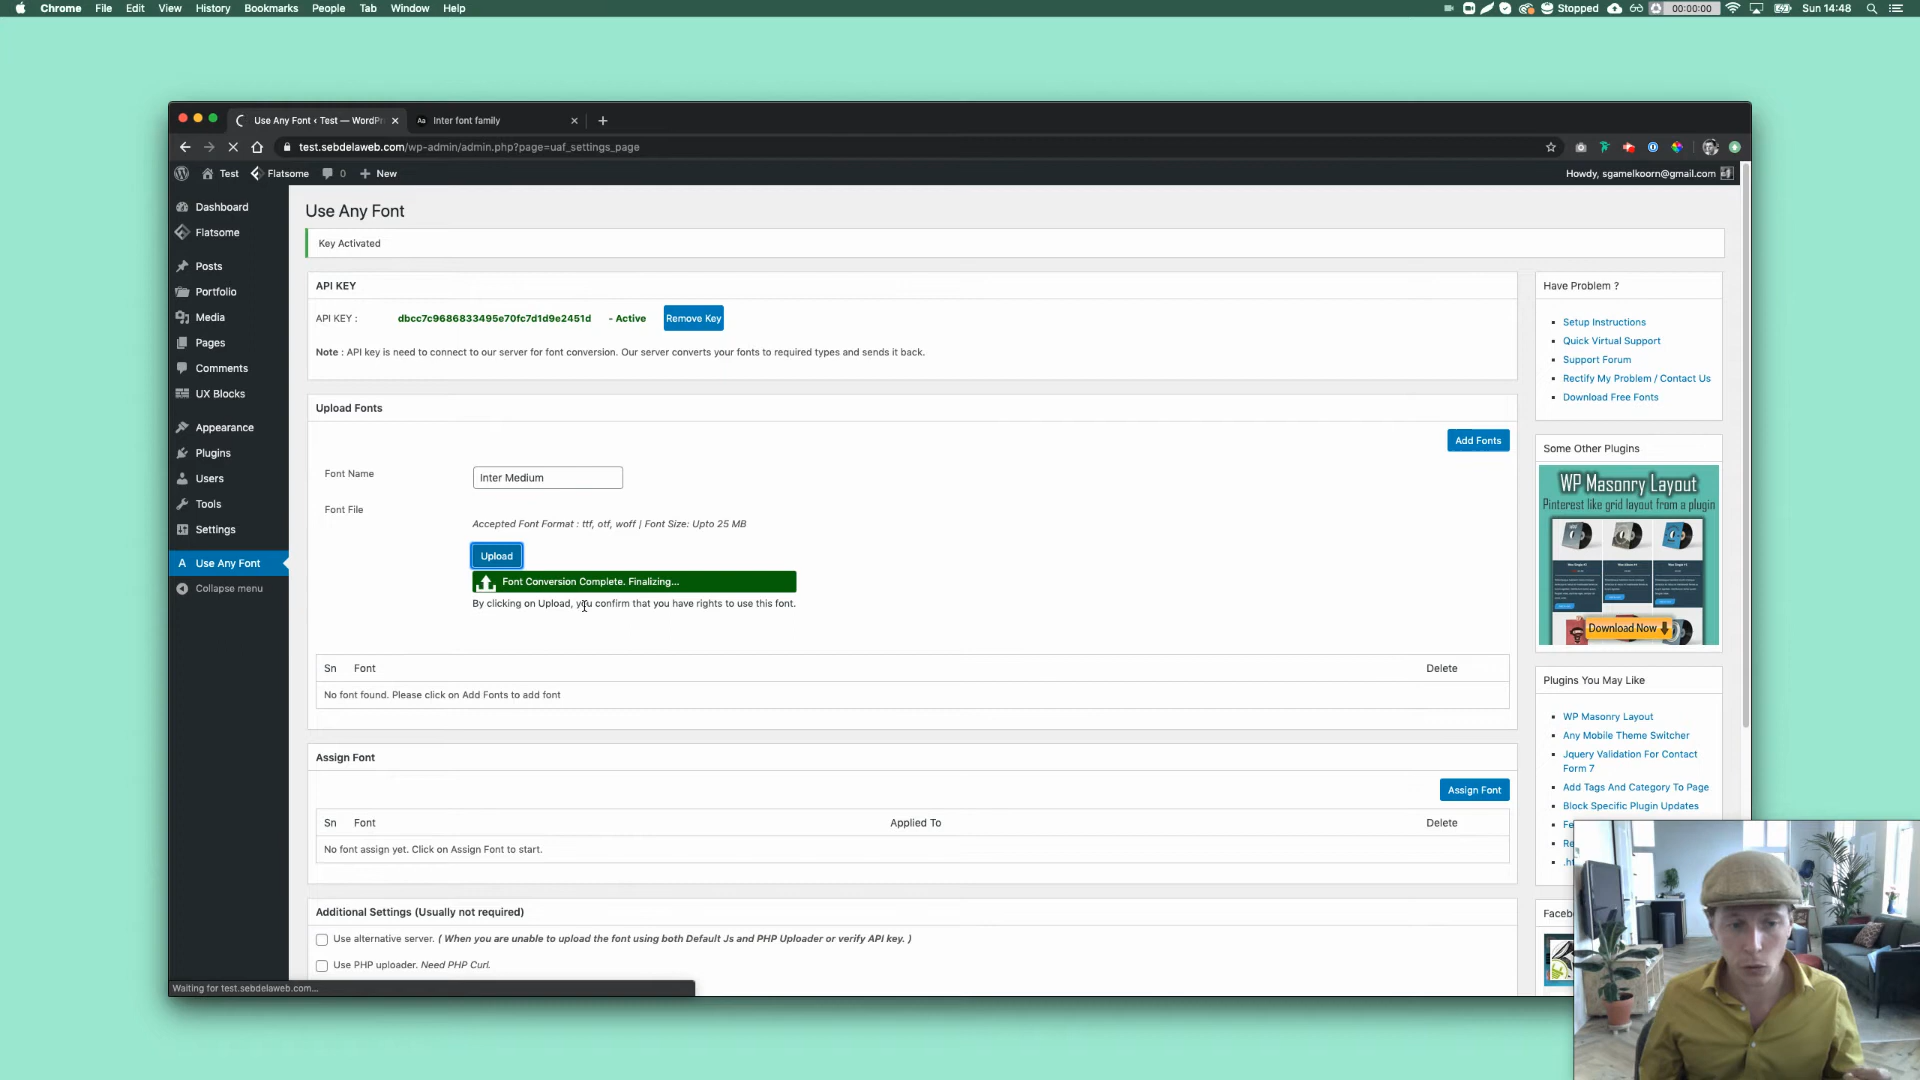 Chrome File Edit View History Bookmarks People Tab Window Help
Stopped 00:00:00 Sun 14:48
Use Any Font ‹ Test — WordPr
Aa Inter font family
test.sebdelaweb.com/wp-admin/admin.php?page=uaf_settings_page
Test Flatsome 0 New
Howdy, sgamelkoorn@gmail.com
Dashboard
Flatsome
Posts
Portfolio
Media
Pages
Comments
UX Blocks
Appearance
Plugins
Users
Tools
Settings
A Use Any Font
Collapse menu
Use Any Font
Key Activated
API KEY
API KEY : dbcc7c9686833495e70fc7d1d9e2451d - Active Remove Key
Note : API key is need to connect to our server for font conversion. Our server converts your fonts to required types and sends it back.
Upload Fonts
Add Fonts
Font Name Inter Medium
Font File
Accepted Font Format : ttf, otf, woff | Font Size: Upto 25 MB
Upload
Font Conversion Complete. Finalizing...
By clicking on Upload, you confirm that you have rights to use this font.
Sn Font Delete
No font found. Please click on Add Fonts to add font
Assign Font
Assign Font
Sn Font Applied To Delete
No font assign yet. Click on Assign Font to start.
Additional Settings (Usually not required)
Use alternative server. ( When you are unable to upload the font using both Default Js and PHP Uploader or verify API key. )
Use PHP uploader. Need PHP Curl.
Waiting for test.sebdelaweb.com...
Have Problem ?
Setup Instructions
Quick Virtual Support
Support Forum
Rectify My Problem / Contact Us
Download Free Fonts
Some Other Plugins
WP Masonry Layout
Pinterest like grid layout from a plugin
Download Now
Plugins You May Like
WP Masonry Layout
Any Mobile Theme Switcher
Jquery Validation For Contact
Form 7
Add Tags And Category To Page
Block Specific Plugin Updates
Fe
Re
.ht
Faceb